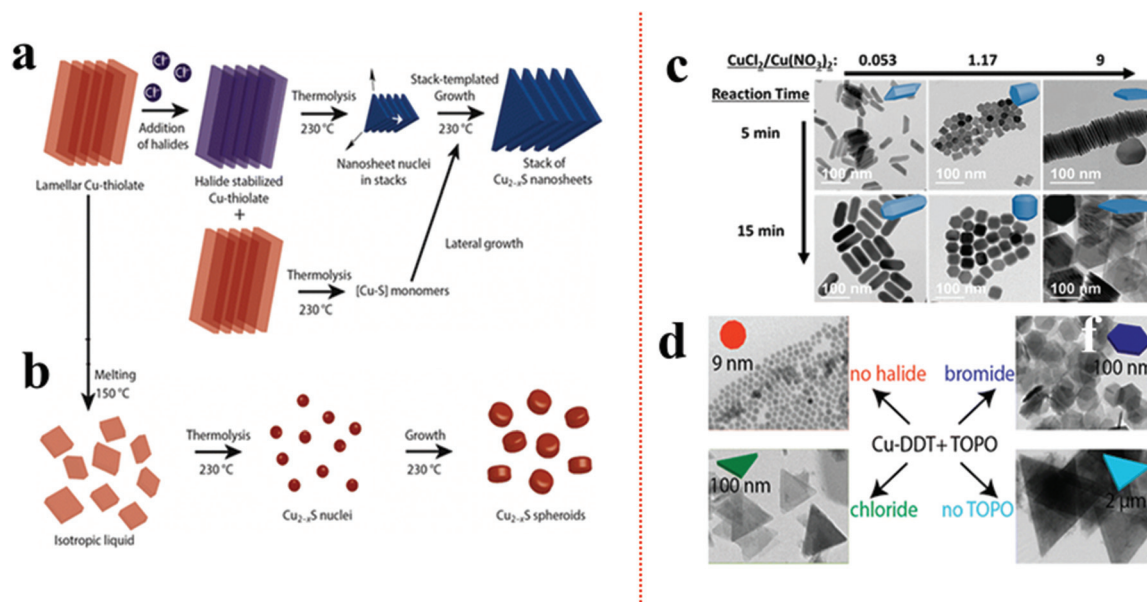 a
Cl⁻
Cl⁻
Cl⁻
Addition
of halides
Thermolysis
230 °C
Stack-templated
Growth
230 °C
Nanosheet nuclei
in stacks
Stack of
Cu₂₋ₓS nanosheets
Lamellar Cu-thiolate
Halide stabilized
Cu-thiolate
+
Thermolysis
230 °C
[Cu-S] monomers
Lateral growth
b
Melting
150 °C
Isotropic liquid
Thermolysis
230 °C
Cu₂₋ₓS nuclei
Growth
230 °C
Cu₂₋ₓS spheroids
c
CuCl₂/Cu(NO₃)₂: 0.053 1.17 9
Reaction Time
5 min
100 nm 100 nm 100 nm
15 min
100 nm 100 nm 100 nm
d
9 nm
f
100 nm
no halide bromide
Cu-DDT+ TOPO
chloride no TOPO
100 nm
2 μm